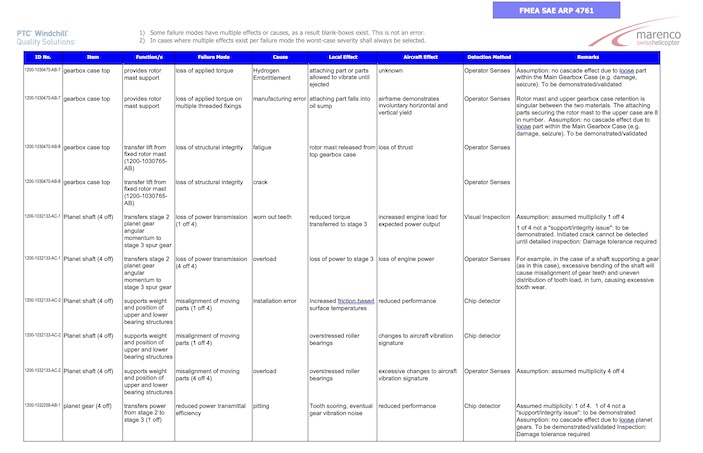 FMEA SAE ARP 4761
PTC Windchill
Quality Solutions
1) Some failure modes have multiple effects or causes, as a result blank-boxes exist. This is not an error.
2) In cases where multiple effects exist per failure mode the worst-case severity shall always be selected.
marenco
swisshelicopter
ID No. Item Function/s Failure Mode Cause Local Effect Aircraft Effect Detection Method Remarks
1200-1030470-AB-7 gearbox case top provides rotor mast support loss of applied torque Hydrogen Embrittlement attaching part or parts allowed to vibrate until ejected unknown Operator Senses Assumption: no cascade effect due to loose part within the Main Gearbox Case (e.g. damage, seizure). To be demonstrated/validated
1200-1030470-AB-7 gearbox case top provides rotor mast support loss of applied torque on multiple threaded fixings manufacturing error attaching part falls into oil sump airframe demonstrates involuntary horizontal and vertical yield Operator Senses Rotor mast and upper gearbox case retention is singular between the two materials. The attaching parts securing the rotor mast to the upper case are 8 in number. Assumption: no cascade effect due to loose part within the Main Gearbox Case (e.g. damage, seizure). To be demonstrated/validated
1200-1030470-AB-8 gearbox case top transfer lift from fixed rotor mast (1200-1030765-AB) loss of structural integrity fatigue rotor mast released from top gearbox case loss of thrust Operator Senses
1200-1030470-AB-8 gearbox case top transfer lift from fixed rotor mast (1200-1030765-AB) loss of structural integrity crack Operator Senses
1200-1032133-AC-1 Planet shaft (4 off) transfers stage 2 planet gear angular momentum to stage 3 spur gear loss of power transmission (1 off 4) worn out teeth reduced torque transferred to stage 3 increased engine load for expected power output Visual Inspection Assumption: assumed multiplicity 1 off 4
1 of 4 not a "support/integrity issue": to be demonstrated. Initiated crack cannot be detected until detailed inspection: Damage tolerance required
1200-1032133-AC-1 Planet shaft (4 off) transfers stage 2 planet gear angular momentum to stage 3 spur gear loss of power transmission (4 off 4) overload loss of power to stage 3 loss of engine power Operator Senses For example, in the case of a shaft supporting a gear (as in this case), excessive bending of the shaft will cause misalignment of gear teeth and uneven distribution of tooth load, in turn, causing excessive tooth wear.
1200-1032133-AC-2 Planet shaft (4 off) supports weight and position of upper and lower bearing structures misalignment of moving parts (1 off 4) installation error Increased friction based surface temperatures reduced performance Chip detector
1200-1032133-AC-2 Planet shaft (4 off) supports weight and position of upper and lower bearing structures misalignment of moving parts (1 off 4) overstressed roller bearings changes to aircraft vibration signature Chip detector
1200-1032133-AC-2 Planet shaft (4 off) supports weight and position of upper and lower bearing structures misalignment of moving parts (4 off 4) overload overstressed roller bearings excessive changes to aircraft vibration signature Operator Senses Assumption: assumed multiplicity 4 off 4
1200-1032259-AB-1 planet gear (4 off) transfers power from stage 2 to stage 3 (1 off) reduced power transmittal efficiency pitting Tooth scoring, eventual gear vibration noise reduced performance Chip detector Assumed multiplicity: 1 of 4. 1 of 4 not a "support/integrity issue": to be demonstrated Assumption: no cascade effect due to loose planet gears. To be demonstrated/validated Inspection: Damage tolerance required